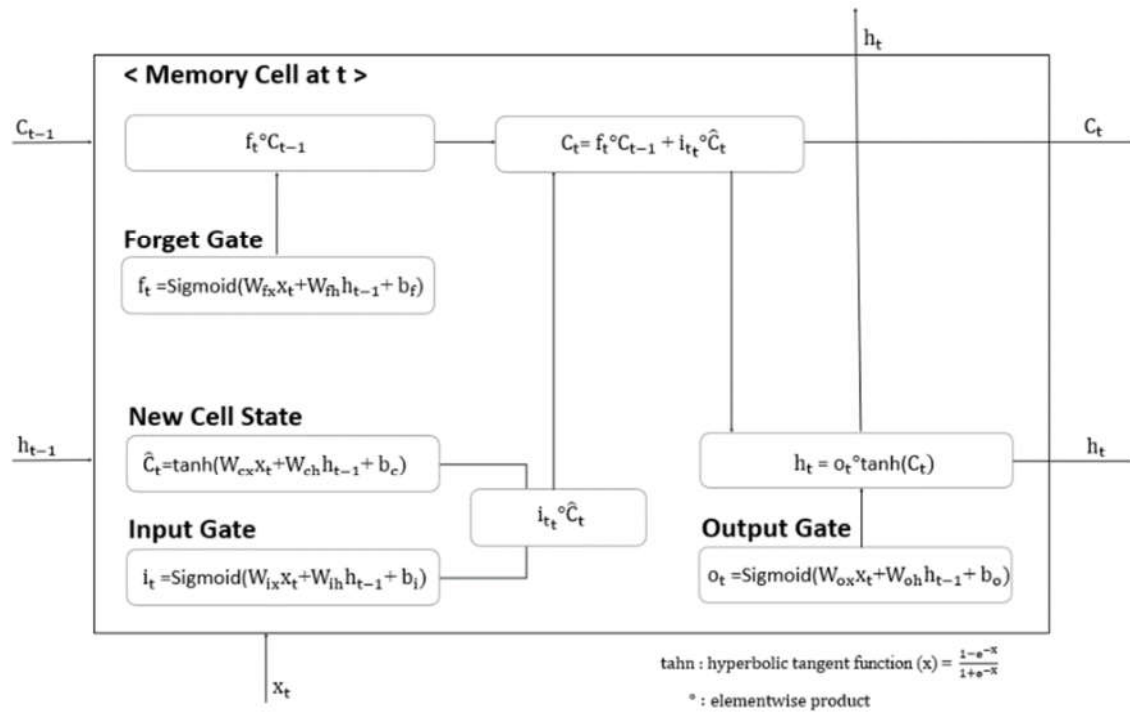 h_t
< Memory Cell at t >
C_{t−1}
f_t°C_{t−1}
C_t= f_t°C_{t−1} + i_{t_t}°Ĉ_t
C_t
Forget Gate
f_t =Sigmoid(W_{fx}x_t+W_{fh}h_{t−1}+ b_f)
New Cell State
h_{t−1}
Ĉ_t=tanh(W_{cx}x_t+W_{ch}h_{t−1}+ b_c)
h_t = o_t°tanh(C_t)
h_t
i_{t_t}°Ĉ_t
Input Gate
Output Gate
i_t =Sigmoid(W_{ix}x_t+W_{ih}h_{t−1}+ b_i)
o_t =Sigmoid(W_{ox}x_t+W_{oh}h_{t−1}+ b_o)
x_t
tahn : hyperbolic tangent function (x) = \frac{1−e^{−x}}{1+e^{−x}}
° : elementwise product